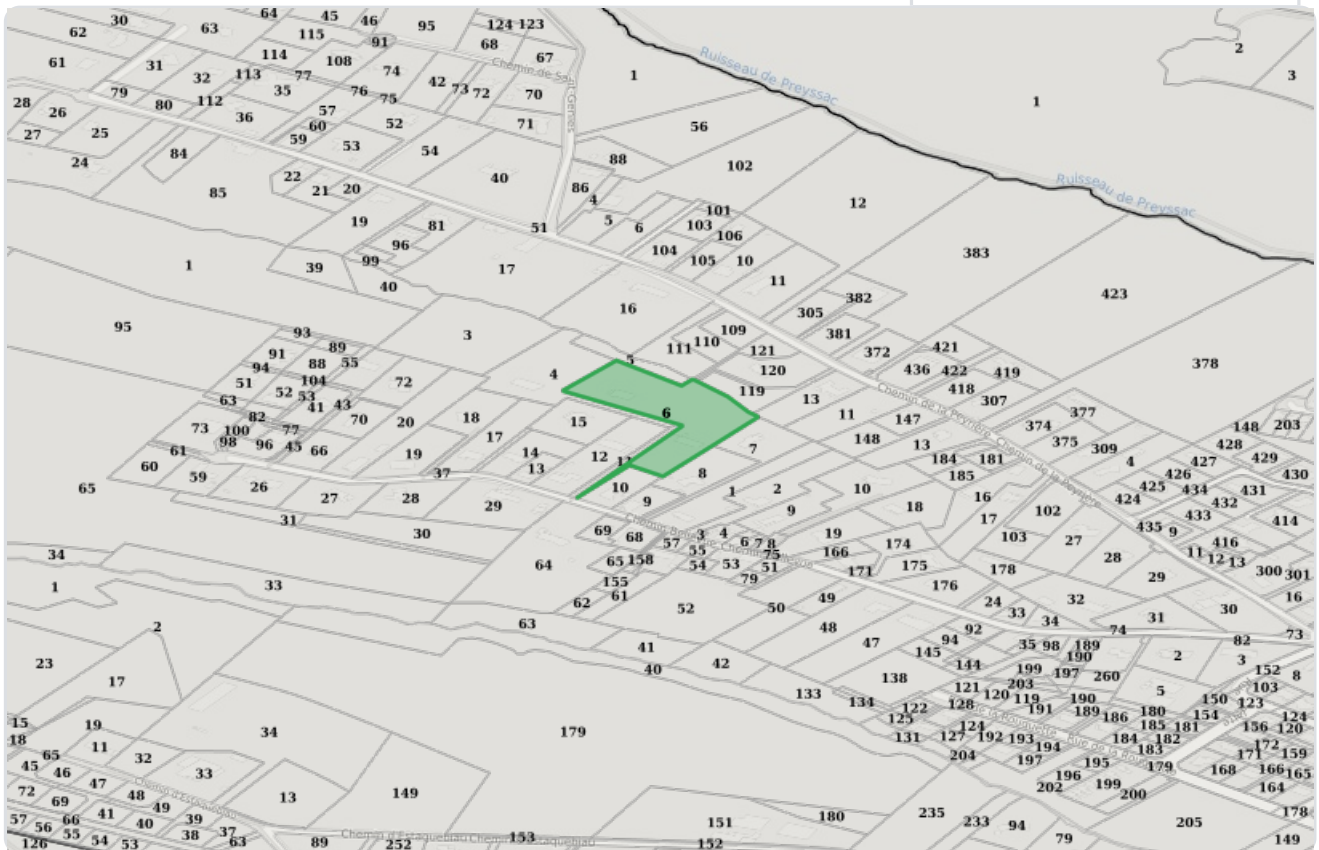 30 63 64 45 46 95 124 123
62 115 91 68 67 2
61 31 32 114 113 77 108 74 42 73 72 Chemin de Saint-Genès 70 1 Ruisseau de Preyssac 1 3
28 26 79 80 112 35 76 75
27 25 36 57 60 59 52 71 56
24 84 53 54 88 102
85 22 21 20 40 86 4 12 Ruisseau de Preyssac
19 81 51 5 6 101 103 106
96 99 104 105 10 383
1 39 40 17 11 423
95 16 305 382
93 3 109 381
91 89 88 55 111 110 121 372 421 378
94 104 72 4 5 120 436 422 419
51 52 53 41 43 119 418 307
63 82 70 20 18 15 6 13 11 147 Chemin de la Peyrière Chemin de la Peyrière 377
73 100 77 17 374 148 203
98 96 45 66 19 14 12 7 148 13 375 309 428
61 60 37 13 11 8 184 181 4 427 429
59 26 27 28 10 1 2 10 185 426 430
65 31 29 9 9 18 16 424 425 434 431
30 69 68 17 102 432
34 57 3 4 6 7 8 19 174 103 27 435 9 433 414
64 65 158 55 54 53 75 51 166 28 11 12 13 416
1 33 155 79 171 175 178 29 300 301
62 61 52 50 49 176 32 16
2 63 48 24 33 34 31 30
41 47 92 74 73
23 40 42 94 145 35 98 189 190 2 82 3
17 138 144 199 197 260 152 8
133 121 120 203 119 190 5 103
15 19 134 122 128 191 189 186 180 150 123
18 34 179 125 124 185 181 154 124
11 32 131 127 192 193 184 182 156 120
65 204 194 183 172 171 159
45 46 33 197 195 179 168 166 165
47 Chemin d'Estaquebiau 13 149 196 199 164
72 69 48 49 202 200
41 39 151 180 235 178
57 56 66 40 37 233 94 205
126 55 54 53 38 63 89 252 Chemin d'Estaquebiau Chemin d'Estaquebiau 153 152 79 149